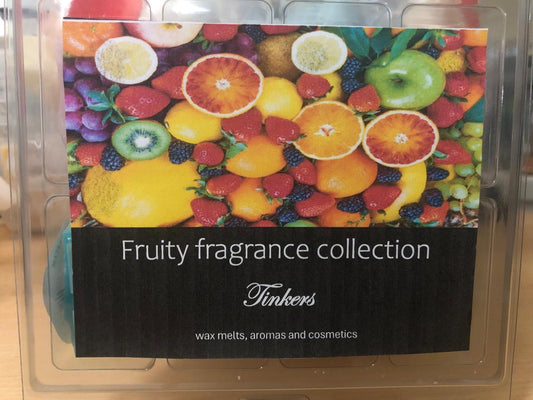 Fruity fragrance collection
Tinkers
wax melts, aromas and cosmetics